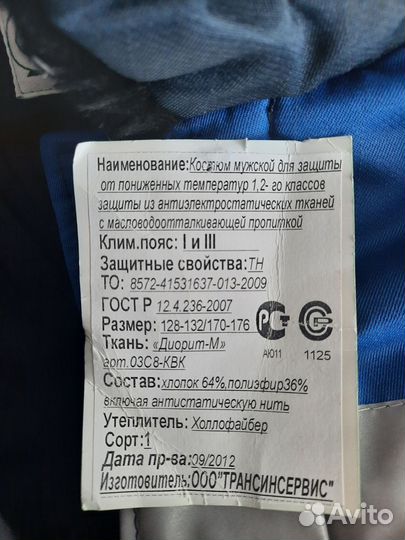 Наименование: Костюм мужской для защиты
от пониженных температур 1,2- го классов
защиты из антиэлектростатических тканей
с масловодоотталкивающей пропиткой
Клим.пояс: I и III
Защитные свойства: ТН
ТО: 8572-41531637-013-2009
ГОСТ Р 12.4.236-2007
Размер: 128-132/170-176
АЮ11 1125
Ткань: «Диорит-М»
арт.03С8-КВК
Состав: хлопок 64%,полиэфир36%
включая антистатическую нить
Утеплитель: Холлофайбер
Сорт:1
Дата пр-ва:09/2012
Изготовитель:ООО"ТРАНСИНСЕРВИС"
Avito